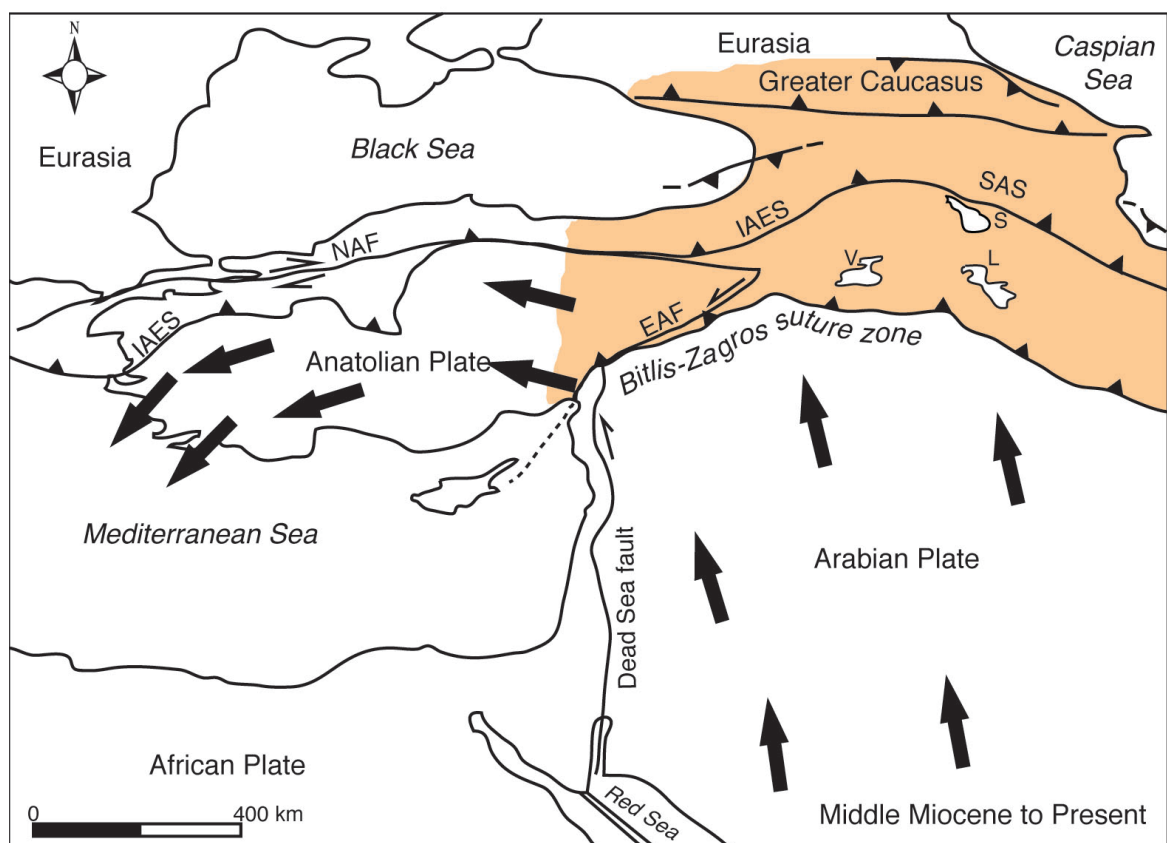 N
Eurasia
Caspian
Sea
Greater Caucasus
Eurasia
Black Sea
SAS
S
IAES
NAF
V
L
EAF
IAES
Anatolian Plate
Bitlis-Zagros suture zone
Mediterranean Sea
Dead Sea fault
Arabian Plate
African Plate
0
400 km
Red Sea
Middle Miocene to Present